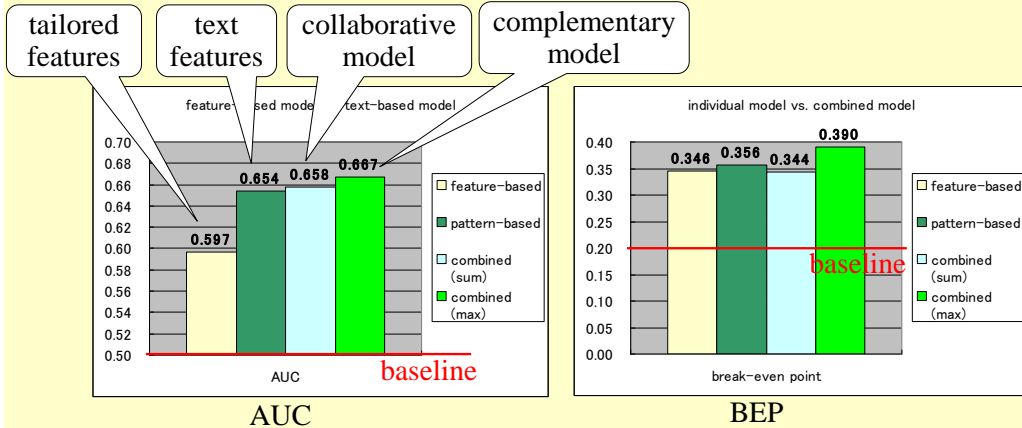 tailored
features
text
features
collaborative
model
complementary
model
feature-
sed mode
text-based model
0.70
0.68
0.66
0.64
0.62
0.60
0.58
0.56
0.54
0.52
0.50
0.597
0.654
0.658
0.667
feature-based
pattern-based
combined
(sum)
combined
(max)
baseline
AUC
AUC
individual model vs. combined model
0.40
0.35
0.30
0.25
0.20
0.15
0.10
0.05
0.00
0.346
0.356
0.344
0.390
feature-based
pattern-based
combined
(sum)
combined
(max)
baseline
break-even point
BEP